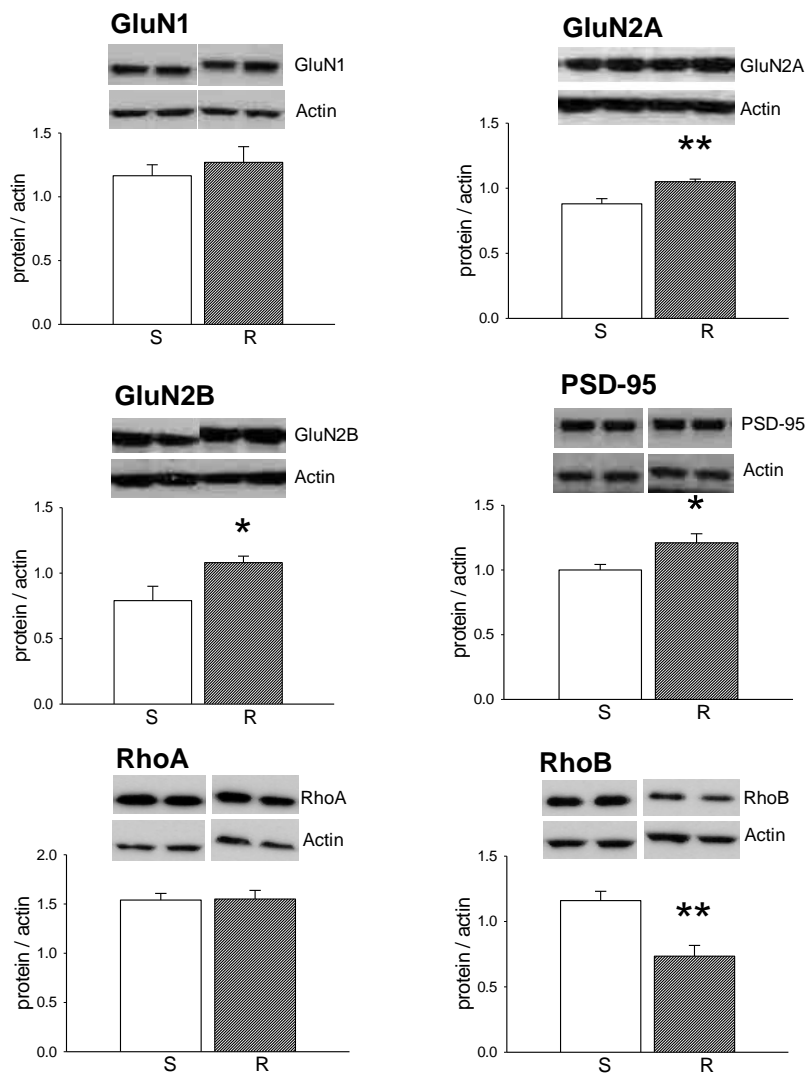 GluN1
GluN1
Actin
1.5
1.0
0.5
0.0
protein / actin
S R
GluN2A
GluN2A
Actin
1.5
**
1.0
0.5
0.0
protein / actin
S R
GluN2B
GluN2B
Actin
1.5
*
1.0
0.5
0.0
protein / actin
S R
PSD-95
PSD-95
Actin
1.5
*
1.0
0.5
0.0
protein / actin
S R
RhoA
RhoA
Actin
2.0
1.5
1.0
0.5
0.0
protein / actin
S R
RhoB
RhoB
Actin
1.5
1.0
**
0.5
0.0
protein / actin
S R